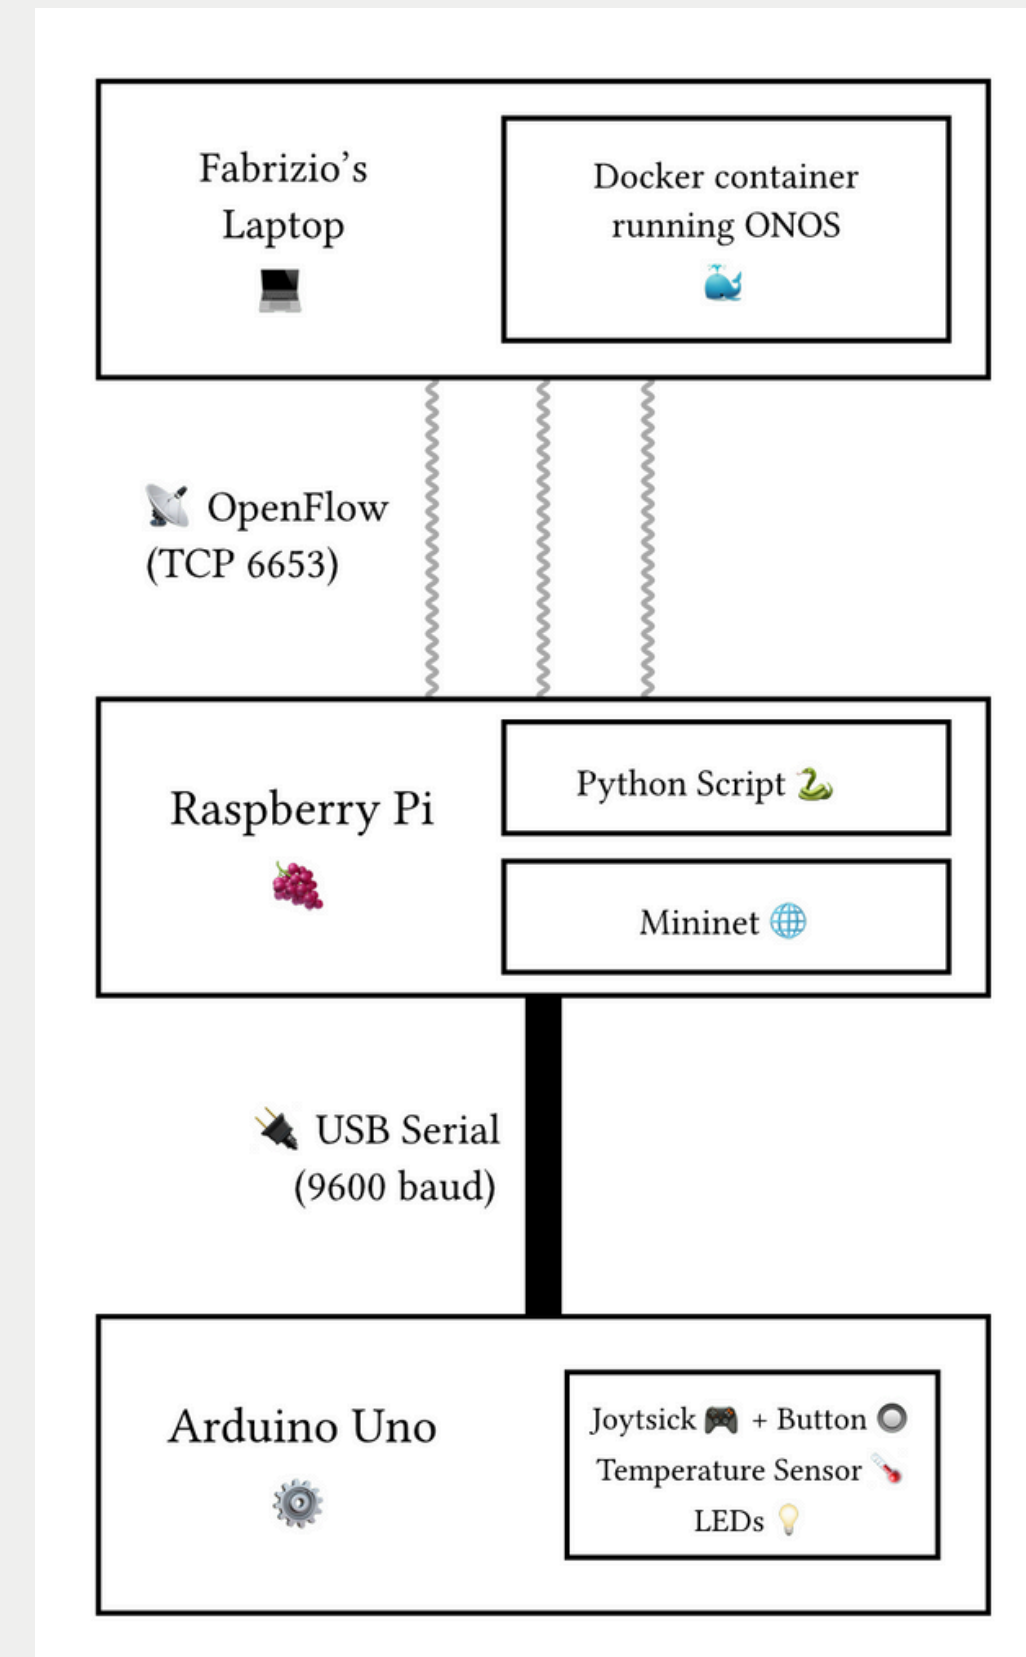 Fabrizio’s
Laptop
Docker container
running ONOS
OpenFlow
(TCP 6653)
Raspberry Pi
Python Script
Mininet
USB Serial
(9600 baud)
Arduino Uno
Joytsick + Button
Temperature Sensor
LEDs